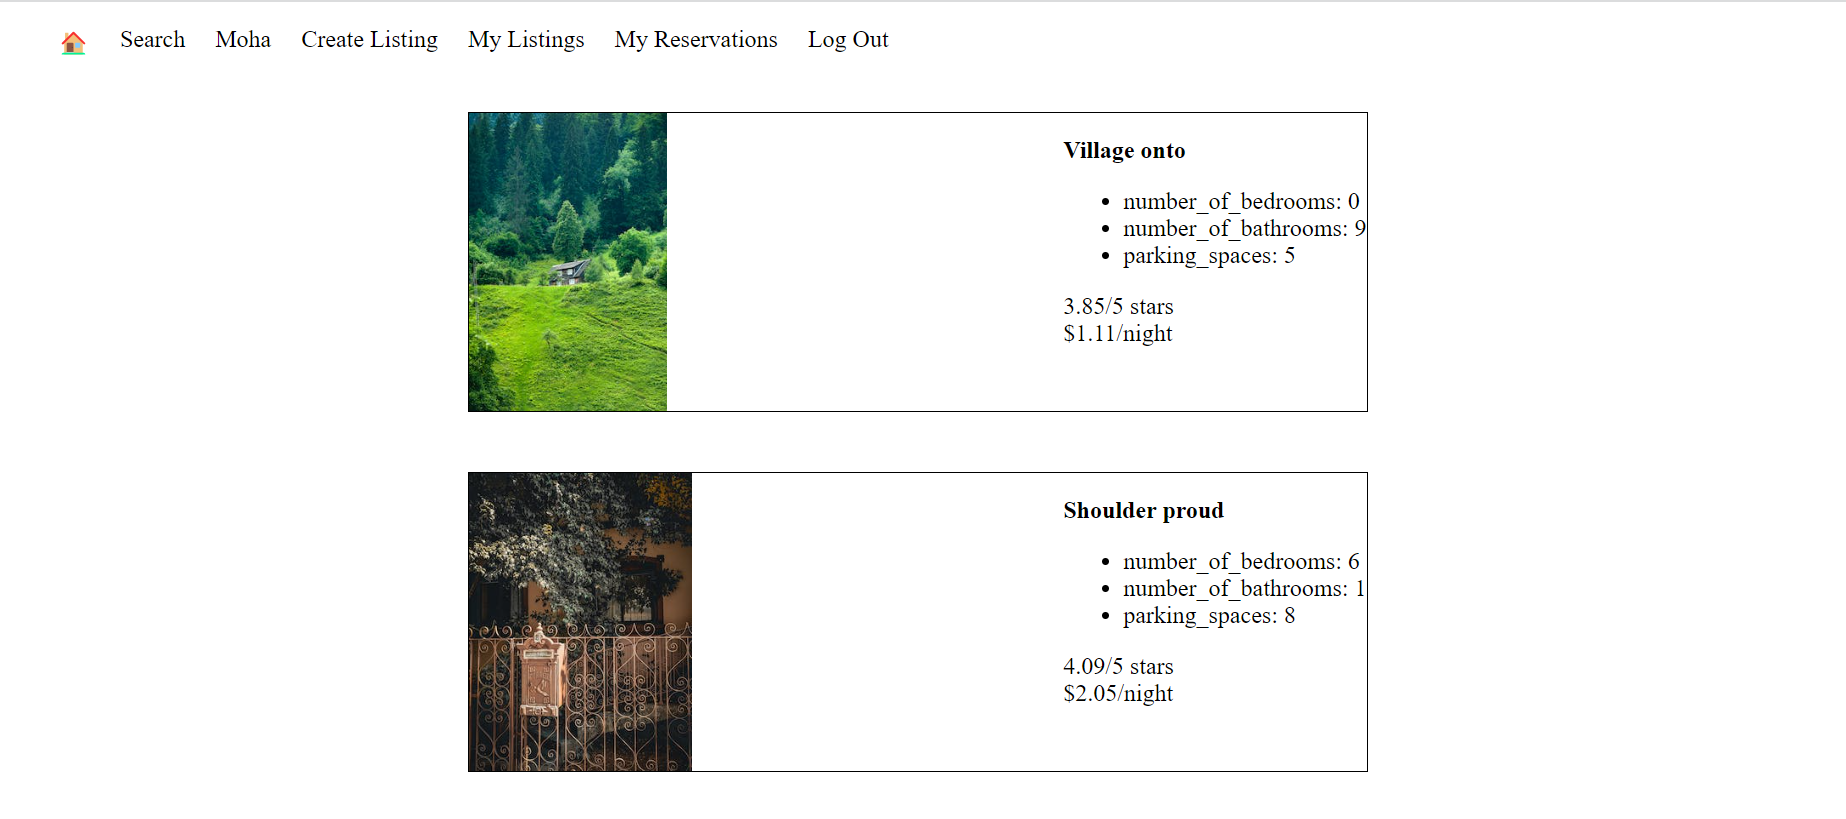 Search Moha Create Listing My Listings My Reservations Log Out
Village onto
number_of_bedrooms: 0
number_of_bathrooms: 9
parking_spaces: 5
3.85/5 stars
$1.11/night
Shoulder proud
number_of_bedrooms: 6
number_of_bathrooms: 1
parking_spaces: 8
4.09/5 stars
$2.05/night